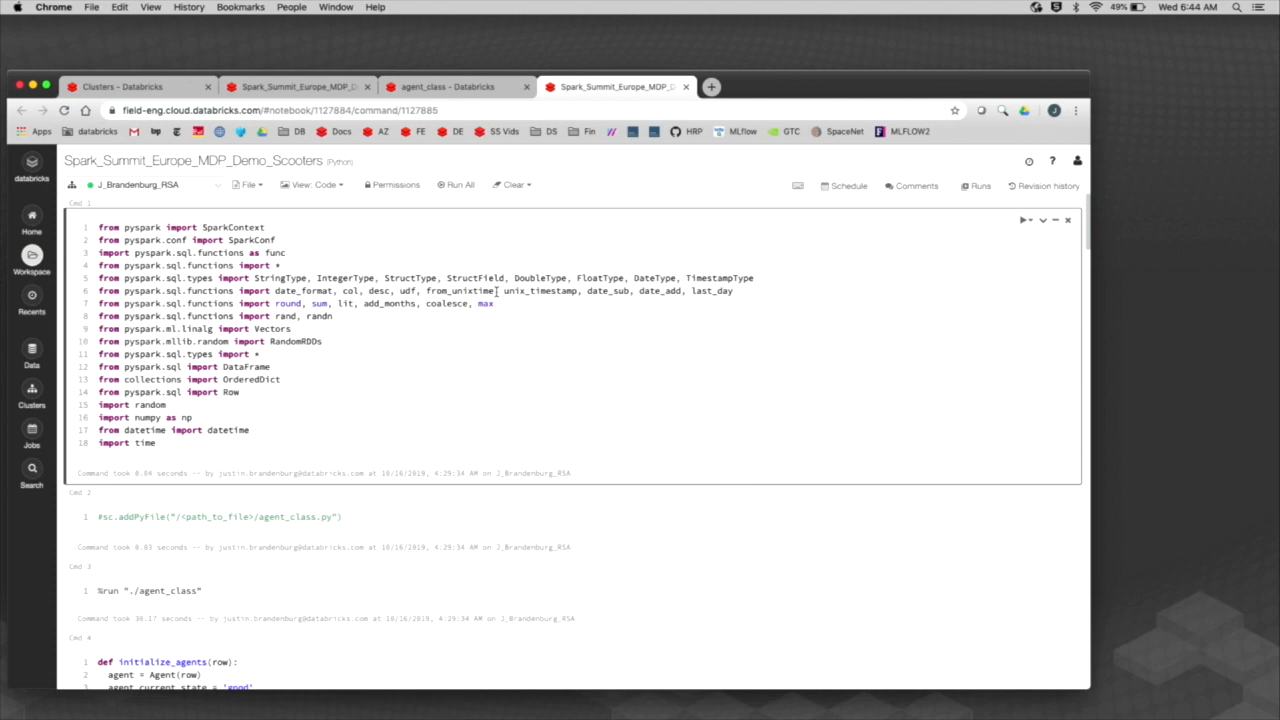 Chrome File Edit View History Bookmarks People Window Help 49% Wed 6:44 AM
Clusters - Databricks Spark_Summit_Europe_MDP_D agent_class - Databricks Spark_Summit_Europe_MDP_D
field-eng.cloud.databricks.com/#notebook/1127884/command/1127885
Apps databricks DB Docs AZ FE DE SS Vids DS Fin HRP MLflow GTC SpaceNet MLFLOW2
Spark_Summit_Europe_MDP_Demo_Scooters (Python)
databricks
J_Brandenburg_RSA File View: Code Permissions Run All Clear Schedule Comments Runs Revision history
Home
Workspace
Recents
Data
Clusters
Jobs
Search
Cmd 1
1 from pyspark import SparkContext
2 from pyspark.conf import SparkConf
3 import pyspark.sql.functions as func
4 from pyspark.sql.functions import *
5 from pyspark.sql.types import StringType, IntegerType, StructType, StructField, DoubleType, FloatType, DateType, TimestampType
6 from pyspark.sql.functions import date_format, col, desc, udf, from_unixtime, unix_timestamp, date_sub, date_add, last_day
7 from pyspark.sql.functions import round, sum, lit, add_months, coalesce, max
8 from pyspark.sql.functions import rand, randn
9 from pyspark.ml.linalg import Vectors
10 from pyspark.mllib.random import RandomRDDs
11 from pyspark.sql.types import *
12 from pyspark.sql import DataFrame
13 from collections import OrderedDict
14 from pyspark.sql import Row
15 import random
16 import numpy as np
17 from datetime import datetime
18 import time
Command took 0.04 seconds -- by justin.brandenburg@databricks.com at 10/16/2019, 4:29:34 AM on J_Brandenburg_RSA
Cmd 2
1 #sc.addPyFile("/<path_to_file>/agent_class.py")
Command took 0.03 seconds -- by justin.brandenburg@databricks.com at 10/16/2019, 4:29:34 AM on J_Brandenburg_RSA
Cmd 3
1 %run "./agent_class"
Command took 30.17 seconds -- by justin.brandenburg@databricks.com at 10/16/2019, 4:29:34 AM on J_Brandenburg_RSA
Cmd 4
1 def initialize_agents(row):
2 agent = Agent(row)
3 agent.current_state = 'good'